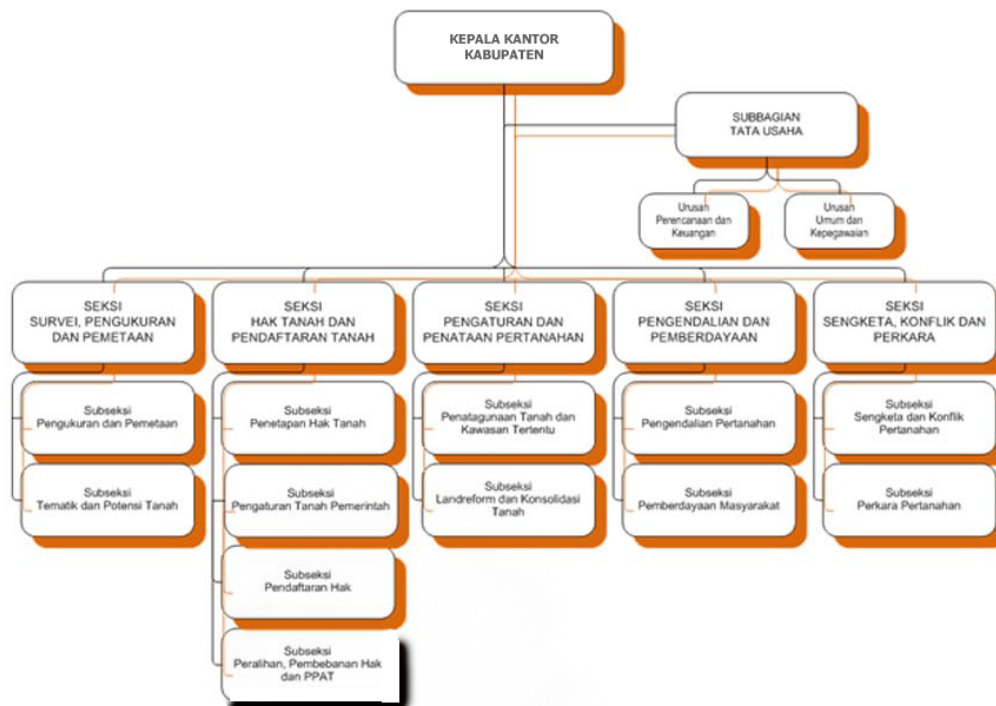 KEPALA KANTOR
KABUPATEN
SUBBAGIAN
TATA USAHA
Urusan
Perencanaan dan
Keuangan
Urusan
Umum dan
Kepegawaian
SEKSI
SURVEI, PENGUKURAN
DAN PEMETAAN
Subseksi
Pengukuran dan Pemetaan
Subseksi
Tematik dan Potensi Tanah
SEKSI
HAK TANAH DAN
PENDAFTARAN TANAH
Subseksi
Penetapan Hak Tanah
Subseksi
Pengaturan Tanah Pemerintah
Subseksi
Pendaftaran Hak
Subseksi
Peralihan, Pembebanan Hak
dan PPAT
SEKSI
PENGATURAN DAN
PENATAAN PERTANAHAN
Subseksi
Penatagunaan Tanah dan
Kawasan Tertentu
Subseksi
Landreform dan Konsolidasi
Tanah
SEKSI
PENGENDALIAN DAN
PEMBERDAYAAN
Subseksi
Pengendalian Pertanahan
Subseksi
Pemberdayaan Masyarakat
SEKSI
SENGKETA, KONFLIK DAN
PERKARA
Subseksi
Sengketa dan Konflik
Pertanahan
Subseksi
Perkara Pertanahan